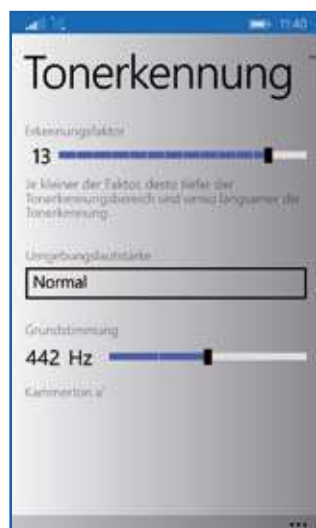 11:40
Tonerkennung
Erkennungsfaktor
13
Je kleiner der Faktor, desto tiefer der
Tonerkennungsbereich und umso langsamer die
Tonerkennung.
Umgebungslautstärke
Normal
Grundstimmung
442 Hz
Kammerton a'
...